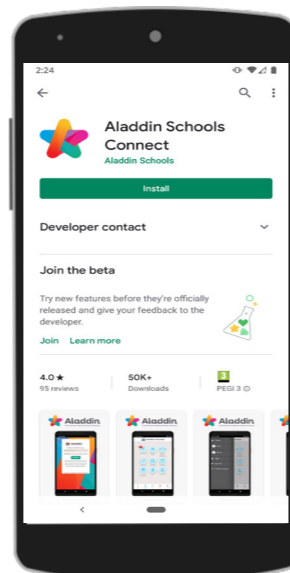 2:24
Aladdin Schools
Connect
Aladdin Schools
Install
Developer contact
Join the beta
Try new features before they're officially
released and give your feedback to the
developer.
Join Learn more
4.0★ 50K+ 3
95 reviews Downloads PEGI 3
Aladdin Aladdin Aladdin